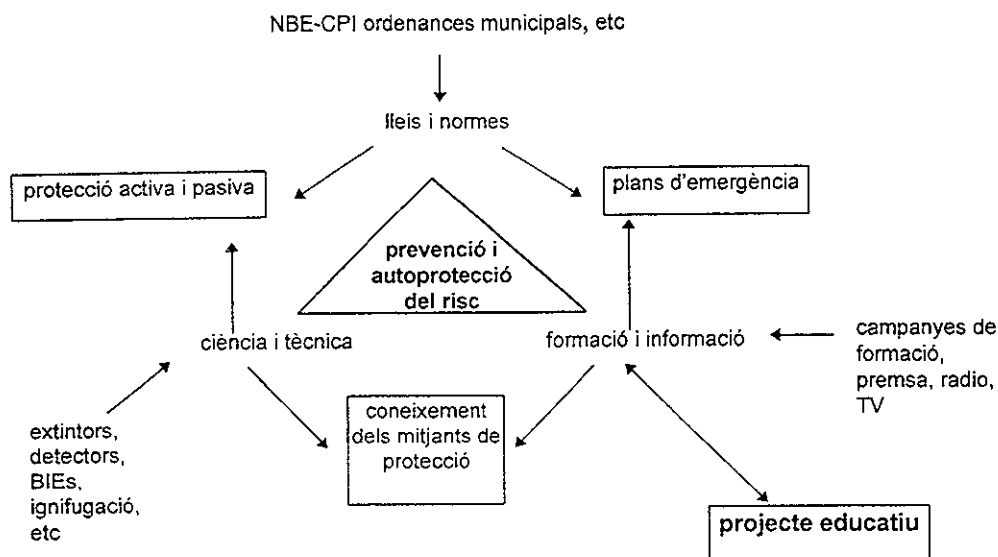 NBE-CPI ordenances municipals, etc
lleis i normes
protecció activa i pasiva
plans d'emergència
prevenció i
autoprotecció
del risc
ciència i tècnica
formació i informació
campanyes de
formació,
premsa, radio,
TV
extintors,
detectors,
BIEs,
ignifugació,
etc
coneixement
dels mitjants de
protecció
projecte educatiu